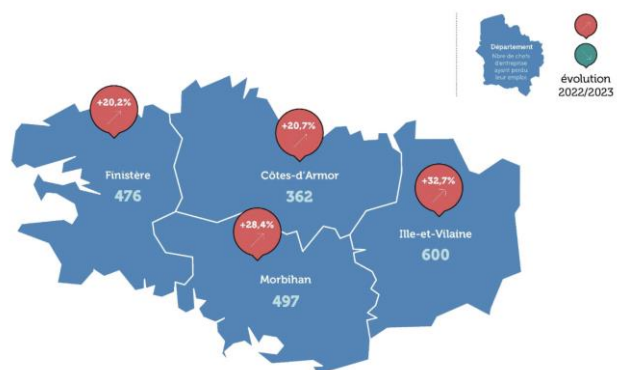 Département
Nbre de chefs
d'entreprise
ayant perdu
leur emploi
évolution
2022/2023
+20,2%
Finistère
476
+20,7%
Côtes-d'Armor
362
+32,7%
Ille-et-Vilaine
600
+28,4%
Morbihan
497